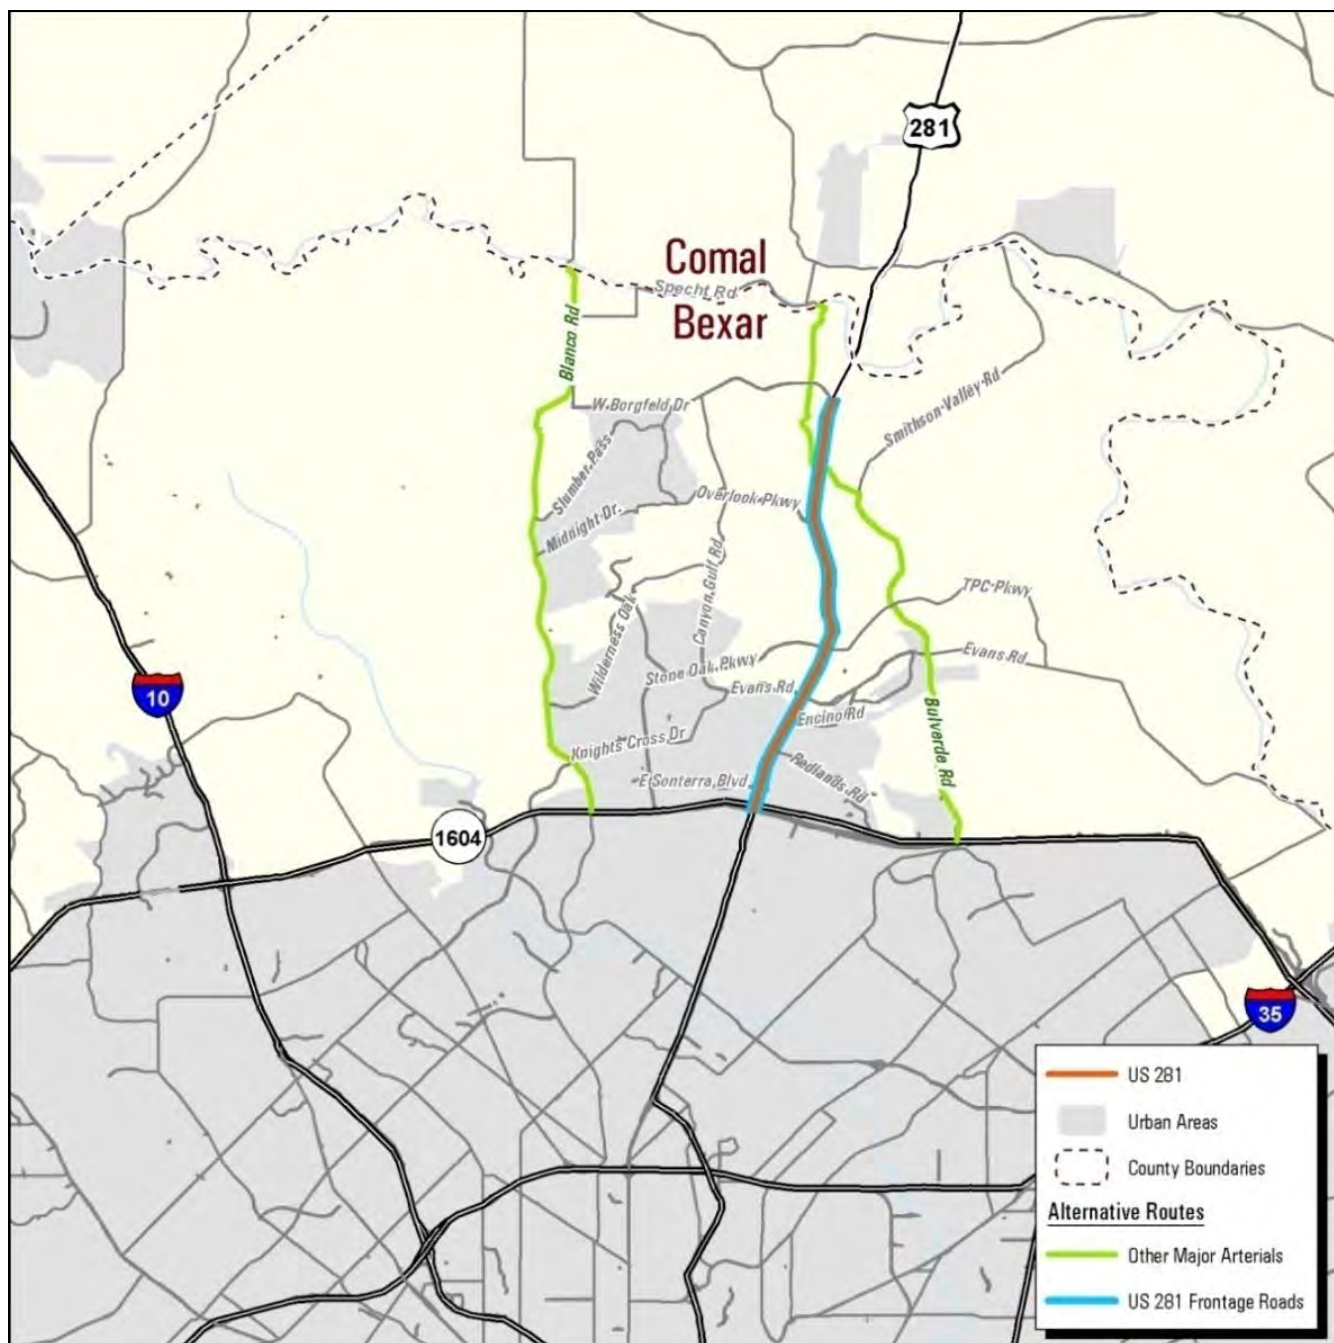 281
Comal
Specht Rd
Bexar
Blanco Rd
W Borgfeld Dr
Smithson Valley Rd
Slumber Pass
Overlook Pkwy
Midnight Dr.
Canyon Gulf Rd
TPC Pkwy
Wilderness Oak
Evans Rd
Stone Oak Pkwy
Evans Rd
10
Encino Rd
Bulverde Rd
Knights Cross Dr
E Sonterra Blvd
Redlands Rd
1604
35
US 281
Urban Areas
County Boundaries
Alternative Routes
Other Major Arterials
US 281 Frontage Roads